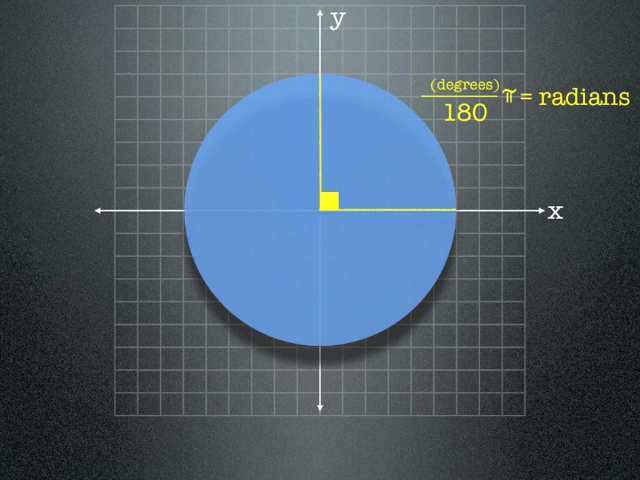 y
(degrees)
180 π = radians
x